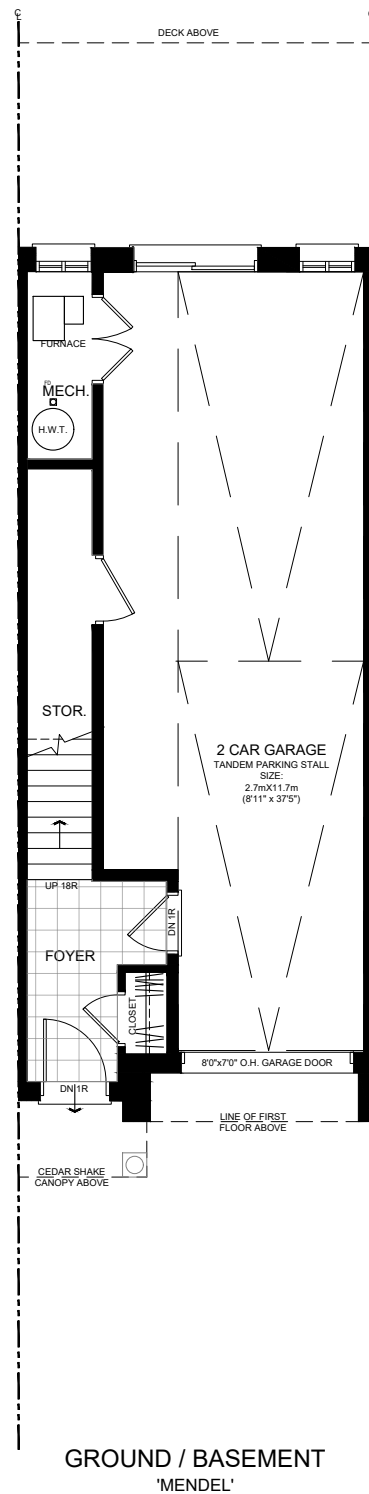 DECK ABOVE
FURNACE
FD
MECH.
H.W.T.
STOR.
2 CAR GARAGE
TANDEM PARKING STALL
SIZE:
2.7mX11.7m
(8'11" x 37'5")
UP 18R
DN 1R
FOYER
CLOSET
8'0"x7'0" O.H. GARAGE DOOR
DN 1R
LINE OF FIRST
FLOOR ABOVE
CEDAR SHAKE
CANOPY ABOVE
GROUND / BASEMENT
'MENDEL'